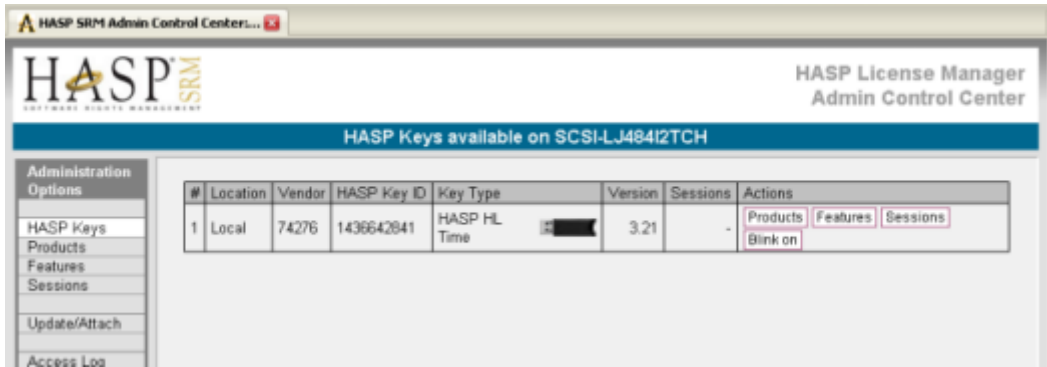 HASP SRM Admin Control Center:...
HASP SRM
SOFTWARE RIGHTS MANAGEMENT
HASP License Manager
Admin Control Center
HASP Keys available on SCSI-LJ484I2TCH
Administration
Options
HASP Keys
Products
Features
Sessions
Update/Attach
Access Log
# Location Vendor HASP Key ID Key Type Version Sessions Actions
1 Local 74276 1436642841 HASP HL Time 3.21 - Products Features Sessions
Blink on